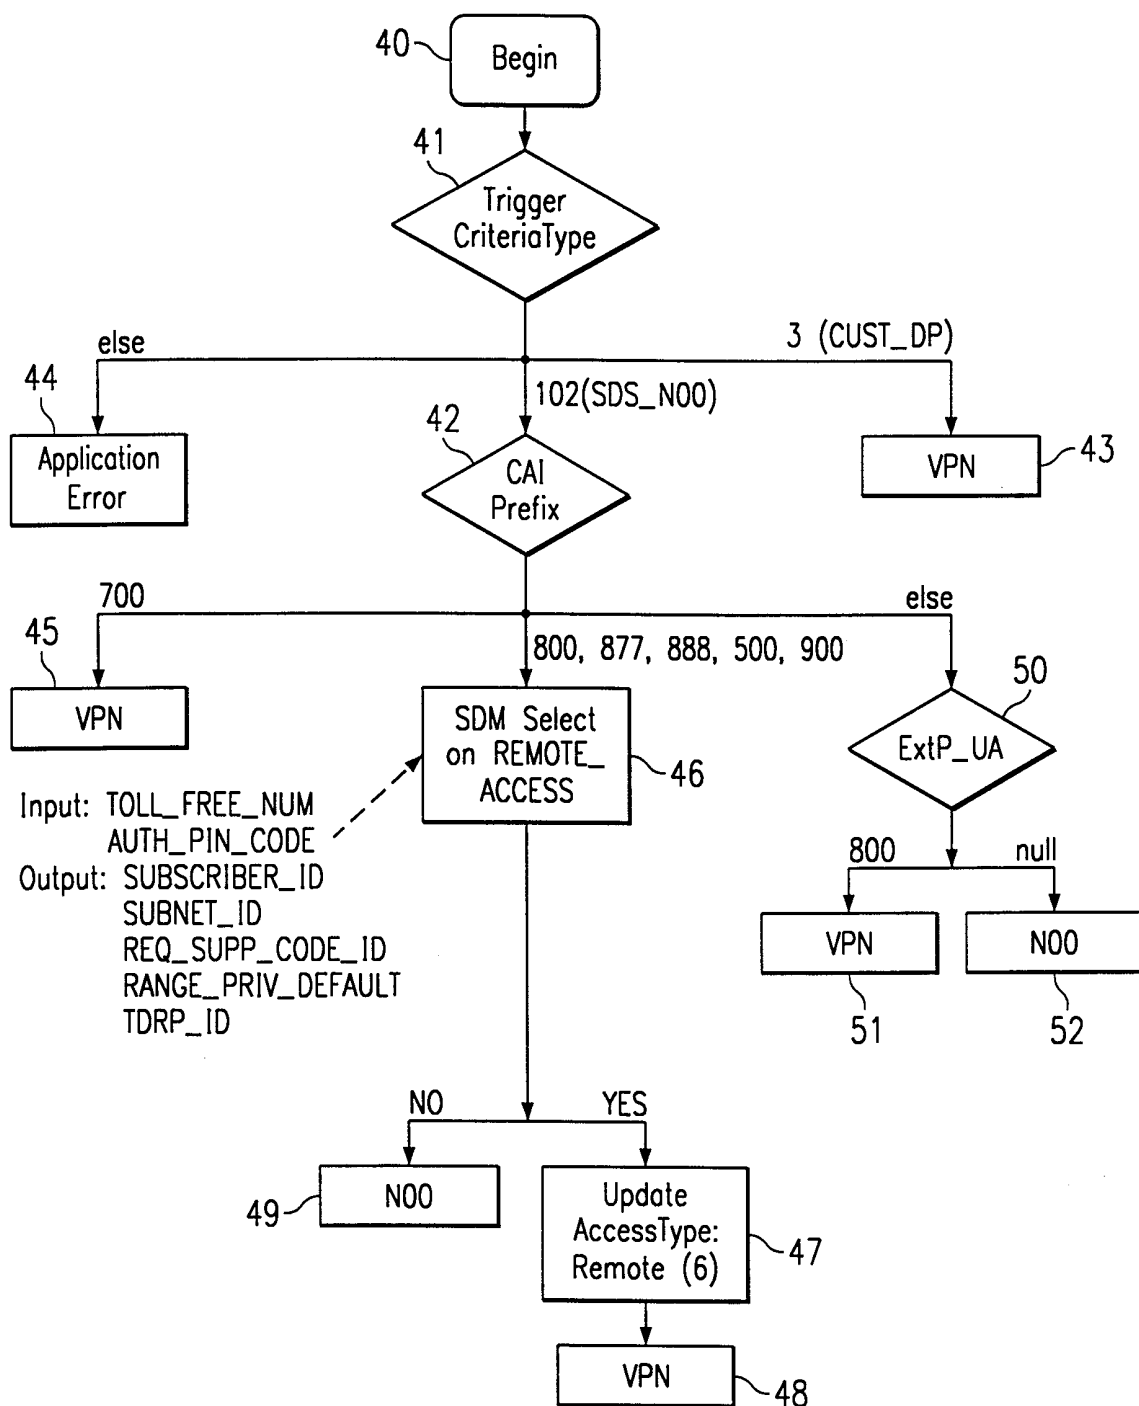 40
Begin
41
Trigger
CriteriaType
else
3 (CUST_DP)
44
102(SDS_N00)
42
43
Application
Error
CAI
Prefix
VPN
700
else
45
800, 877, 888, 500, 900
50
VPN
SDM Select
on REMOTE_
ACCESS
46
ExtP_UA
Input: TOLL_FREE_NUM
AUTH_PIN_CODE
Output: SUBSCRIBER_ID
SUBNET_ID
REQ_SUPP_CODE_ID
RANGE_PRIV_DEFAULT
TDRP_ID
800
null
VPN
N00
51
52
NO
YES
49
N00
Update
AccessType:
Remote (6)
47
VPN
48